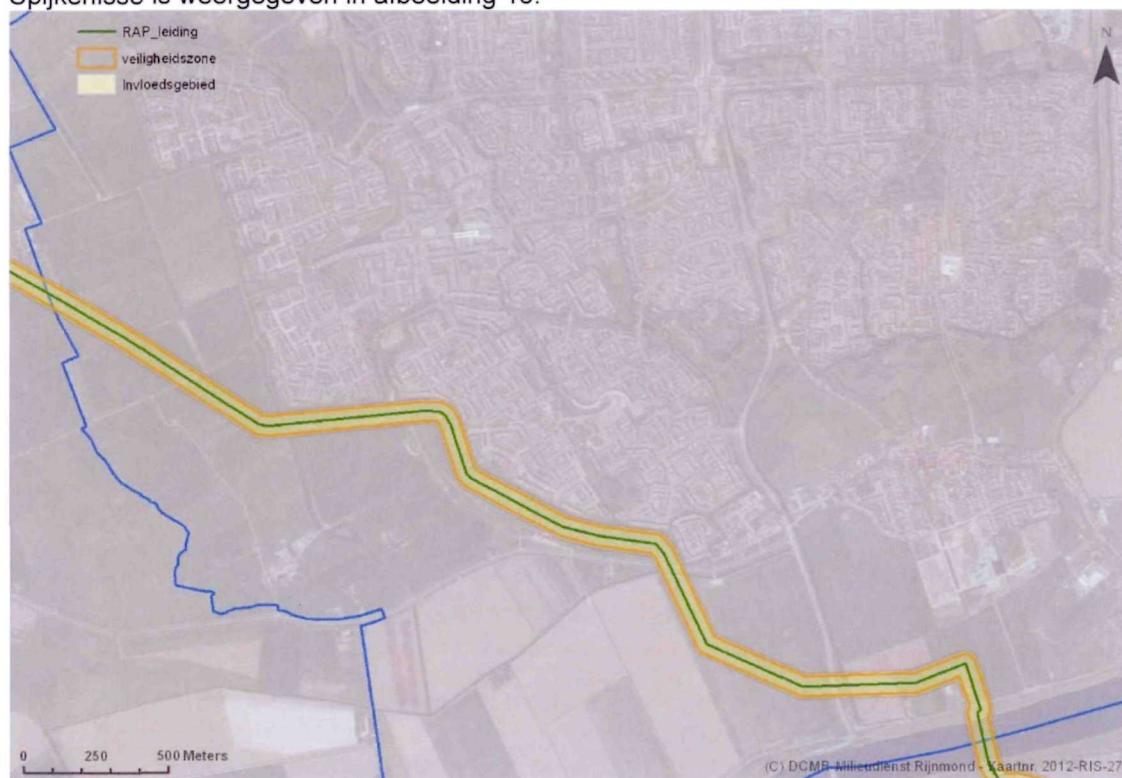 Spijkenisse is weergegeven in afbeelding 
RAP_leiding
veiligheidszone
Invloedsgebied
N
0 250 500 Meters
(C) DCMR Milieudienst Rijnmond - Kaartnr. 2012-RIS-27